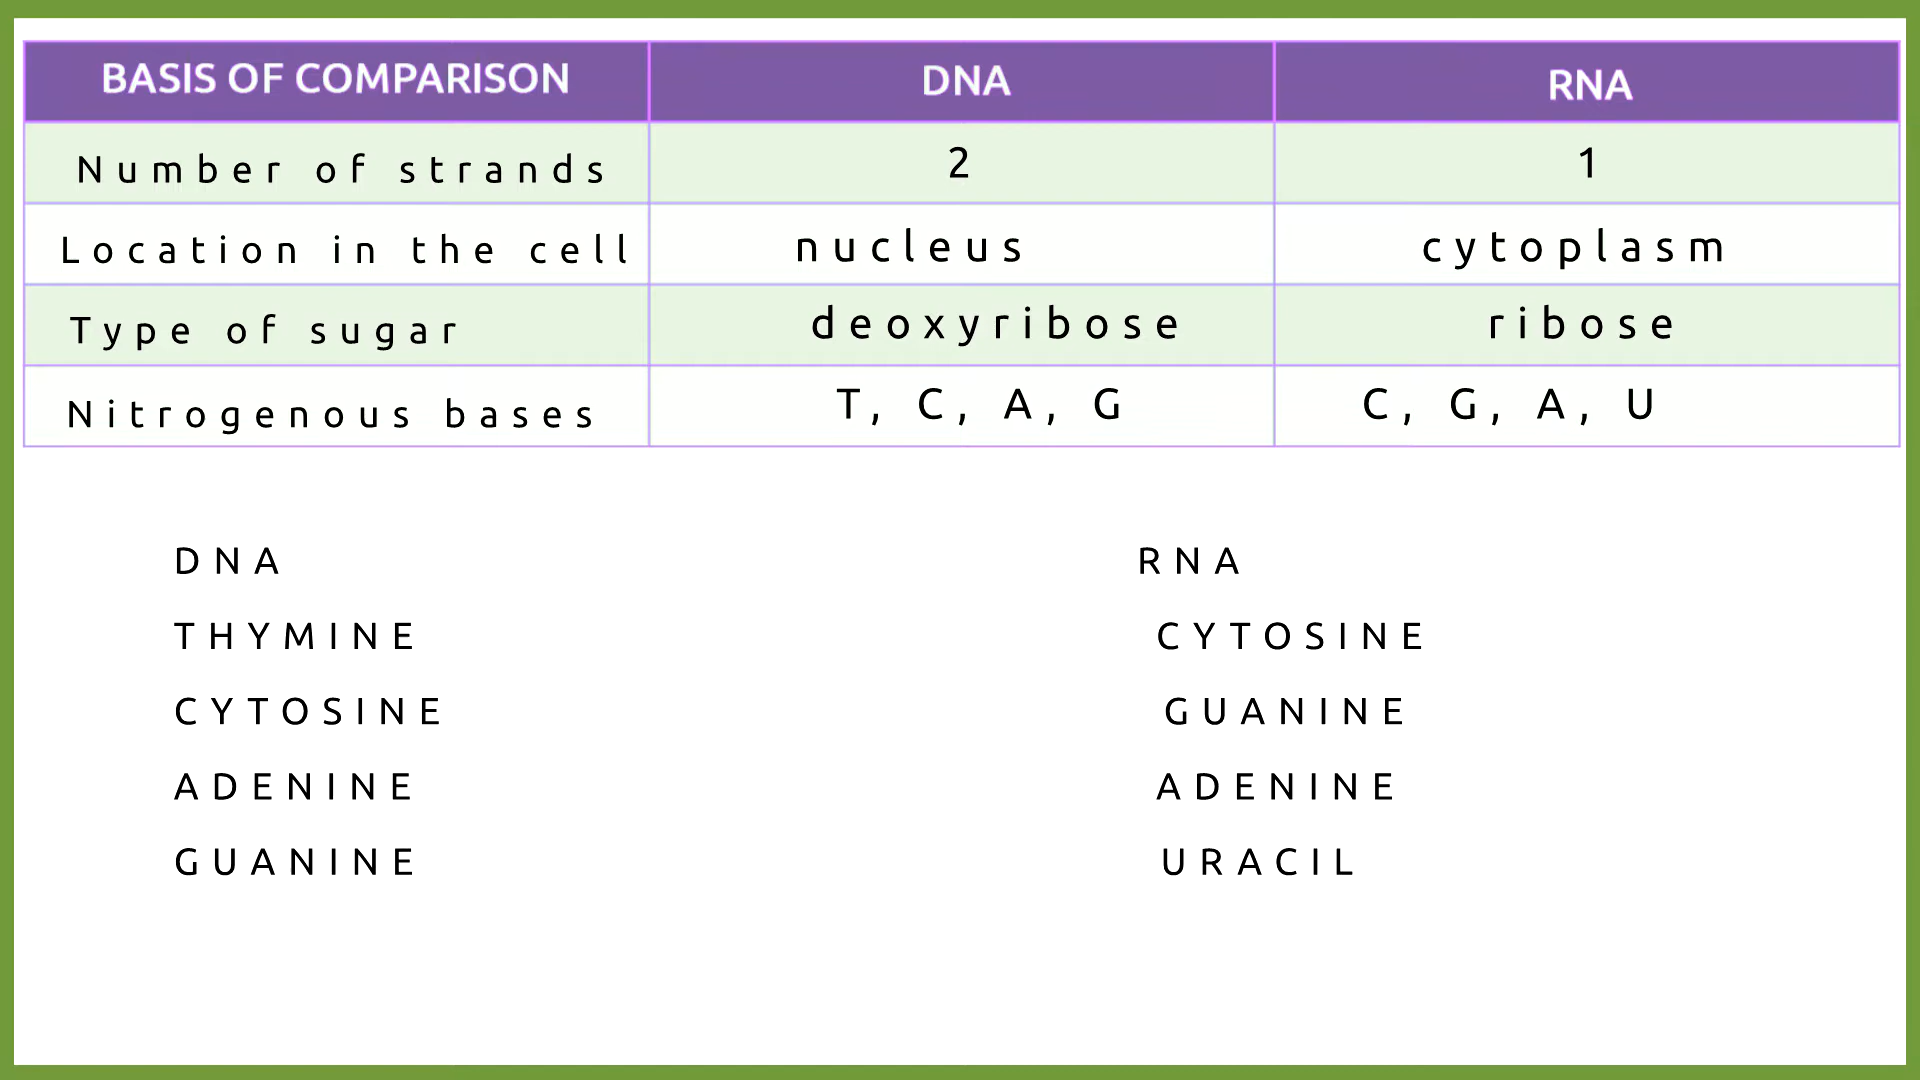 BASIS OF COMPARISON DNA RNA
Number of strands 2 1
Location in the cell nucleus cytoplasm
Type of sugar deoxyribose ribose
Nitrogenous bases T, C, A, G C, G, A, U
DNA RNA
THYMINE CYTOSINE
CYTOSINE GUANINE
ADENINE ADENINE
GUANINE URACIL